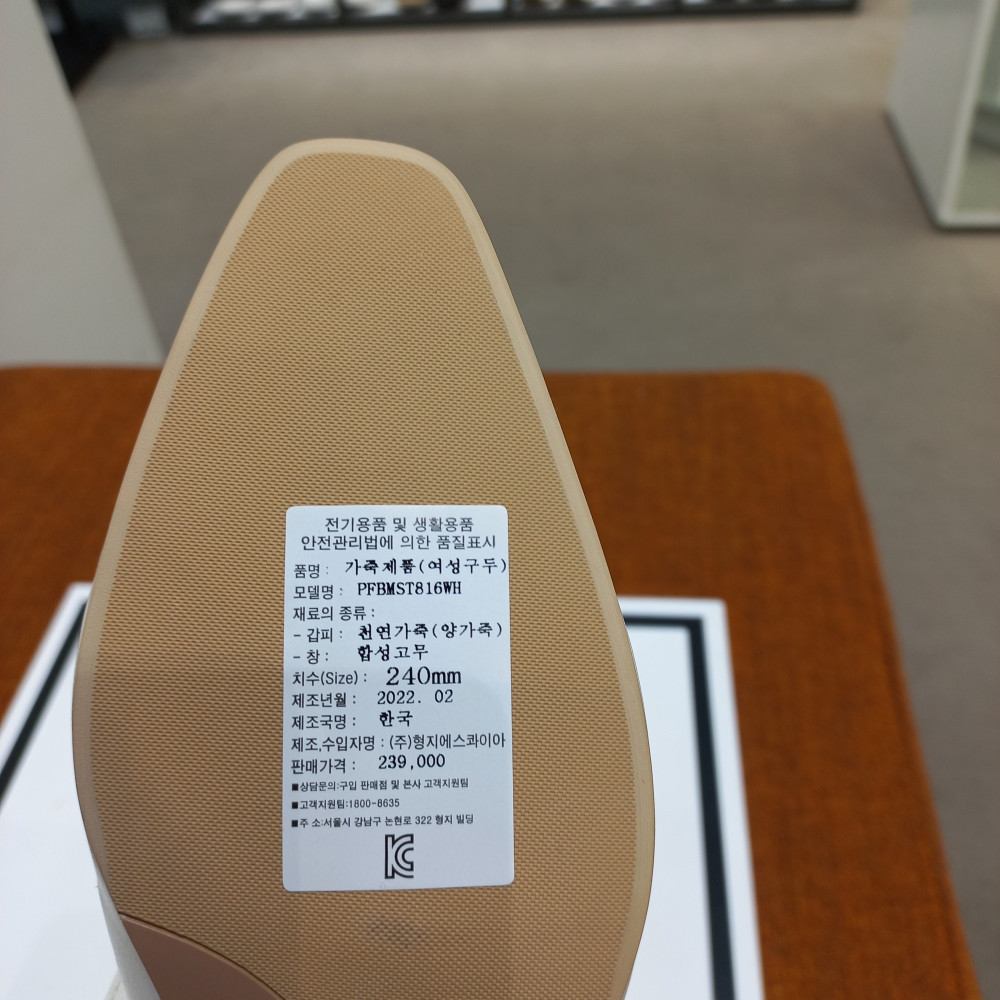 전기용품 및 생활용품
안전관리법에 의한 품질표시
품명 : 가죽제품(여성구두)
모델명 : PFBMST816WH
재료의 종류 :
- 갑피 : 천연가죽(양가죽)
- 창 : 합성고무
치수(Size) : 240mm
제조년월 : 2022. 02
제조국명 : 한국
제조,수입자명 : (주)형지에스콰이아
판매가격 : 239,000
■상담문의:구입 판매점 및 본사 고객지원팀
■고객지원팀:1800-8635
■주 소:서울시 강남구 논현로 322 형지 빌딩
KC